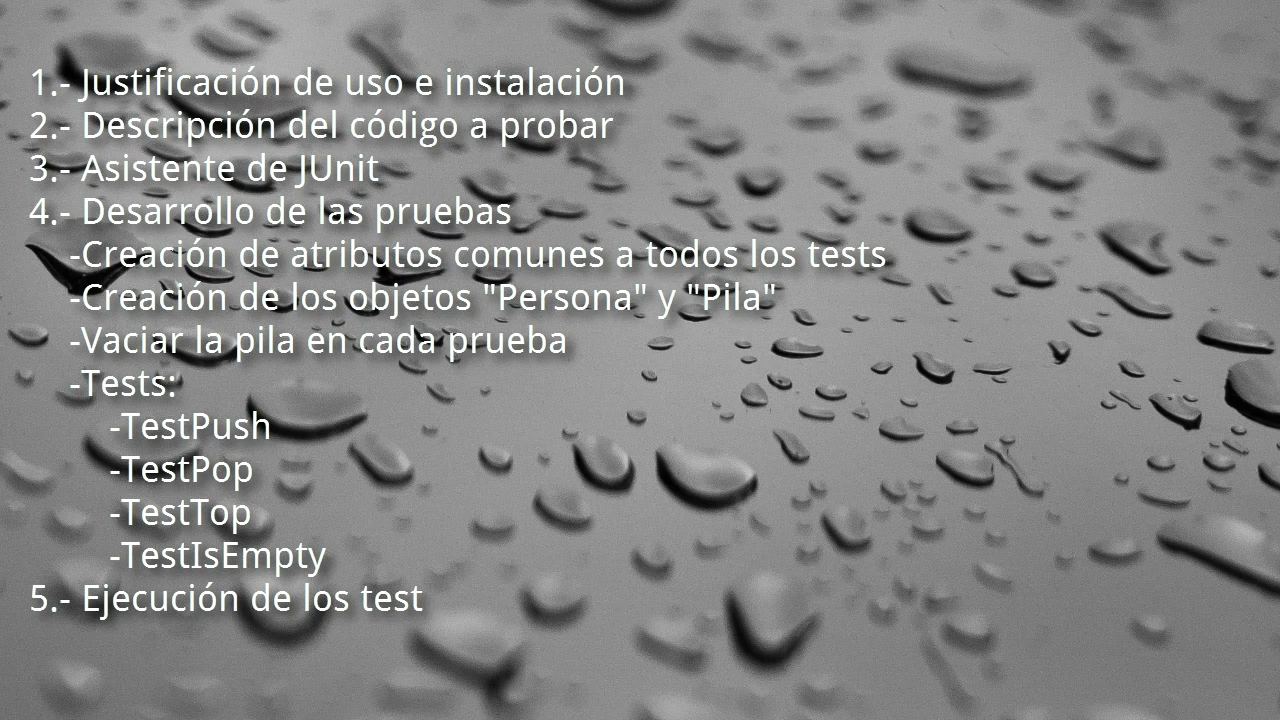 1.- Justificación de uso e instalación
2.- Descripción del código a probar
3.- Asistente de JUnit
4.- Desarrollo de las pruebas
-Creación de atributos comunes a todos los tests
-Creación de los objetos "Persona" y "Pila"
-Vaciar la pila en cada prueba
-Tests:
-TestPush
-TestPop
-TestTop
-TestIsEmpty
5.- Ejecución de los test